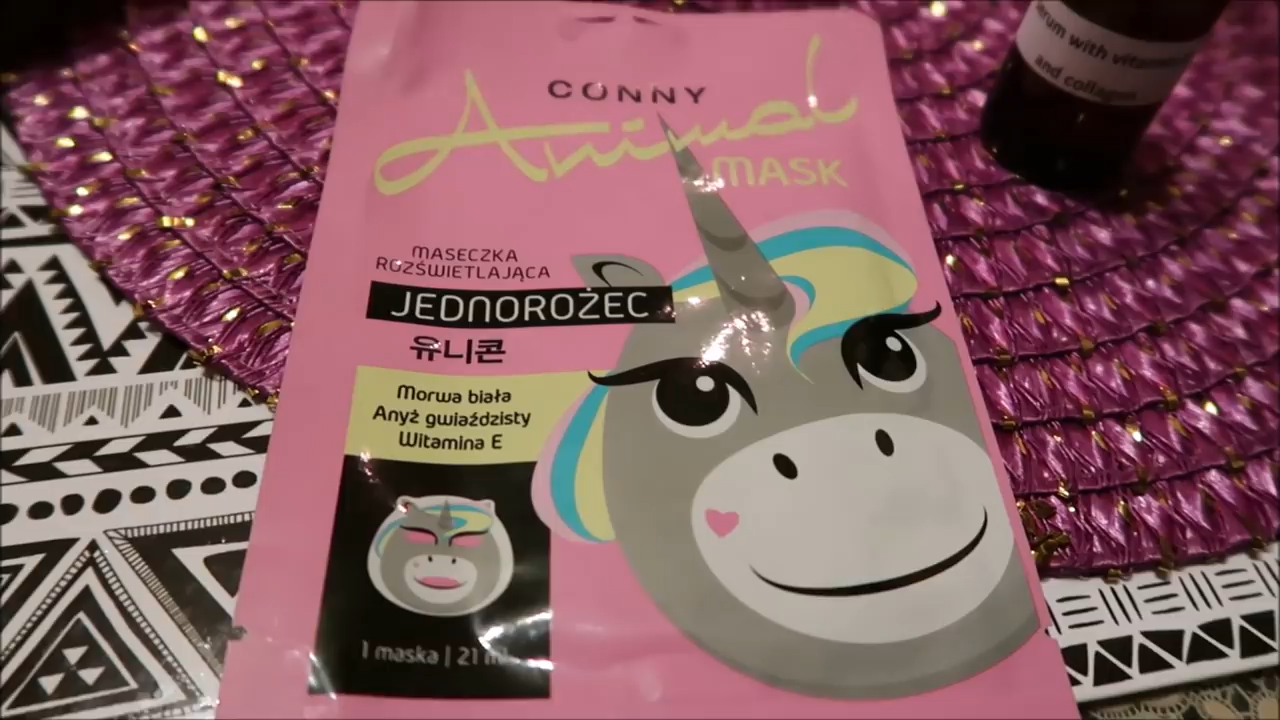 CONNY
Animal
MASK
MASECZKA
ROZŚWIETLAJĄCA
JEDNOROŻEC
유니콘
Morwa biała
Anyż gwiaździsty
Witamina E
1 maska | 21 ml
serum with
and collagen